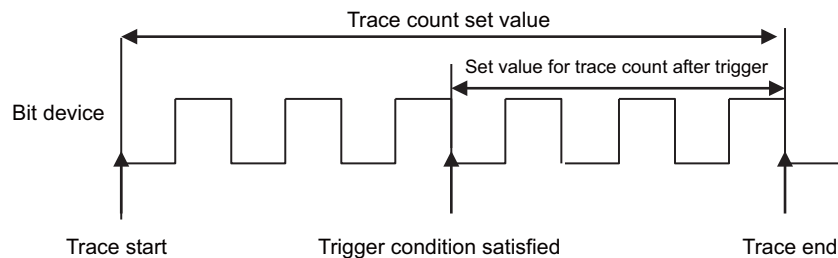 Trace count set value
Set value for trace count after trigger
Bit device
Trace start
Trigger condition satisfied
Trace end